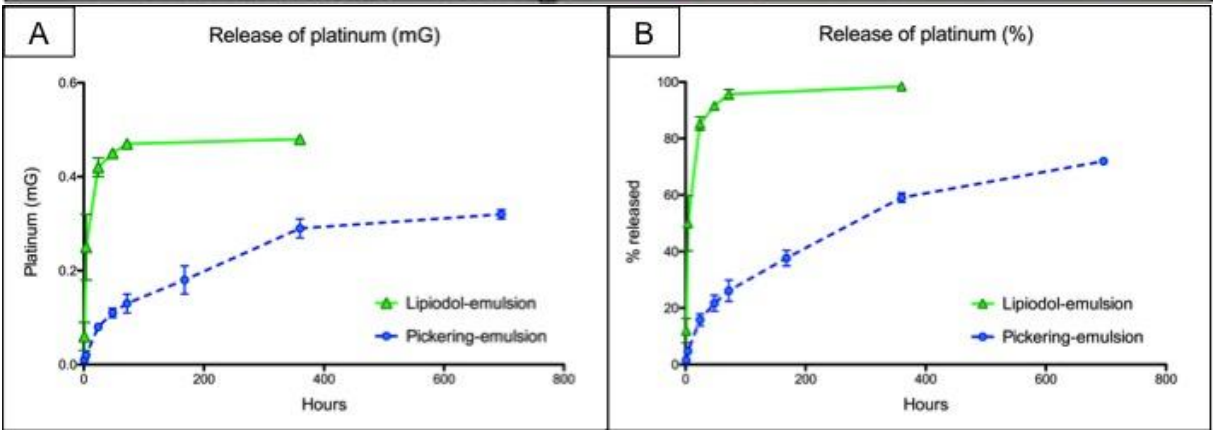 A
Release of platinum (mG)
0.6
0.4
0.2
0.0
Platinum (mG)
0
200
400
600
800
Hours
Lipiodol-emulsion
Pickering-emulsion
B
Release of platinum (%)
100
80
60
40
20
0
% released
0
200
400
600
800
Hours
Lipiodol-emulsion
Pickering-emulsion